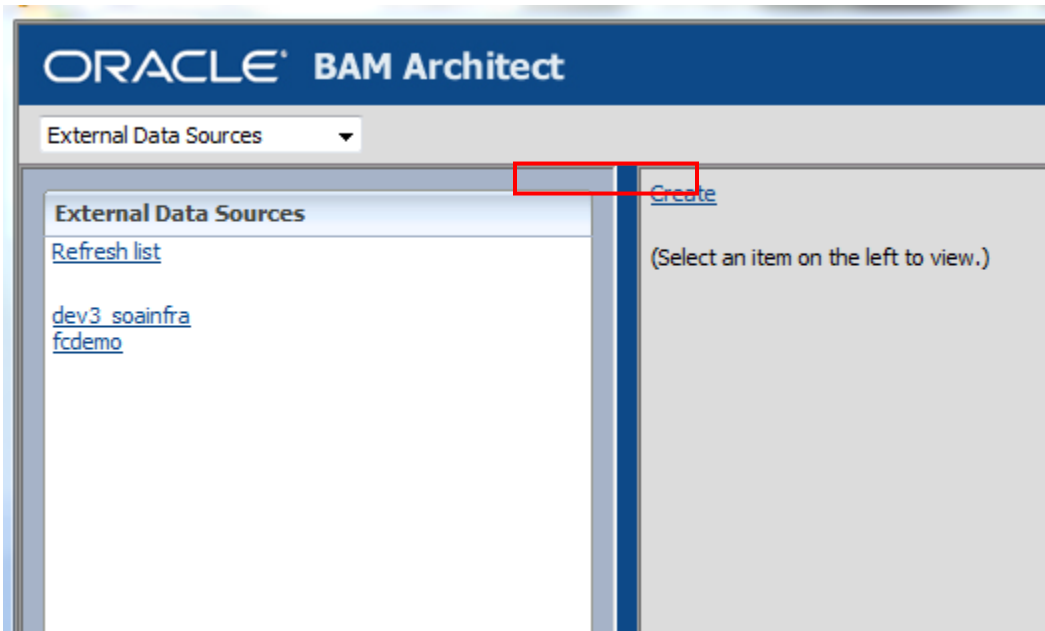 ORACLE® BAM Architect
External Data Sources
External Data Sources
Refresh list
dev3_soainfra
fcdemo
Create
(Select an item on the left to view.)